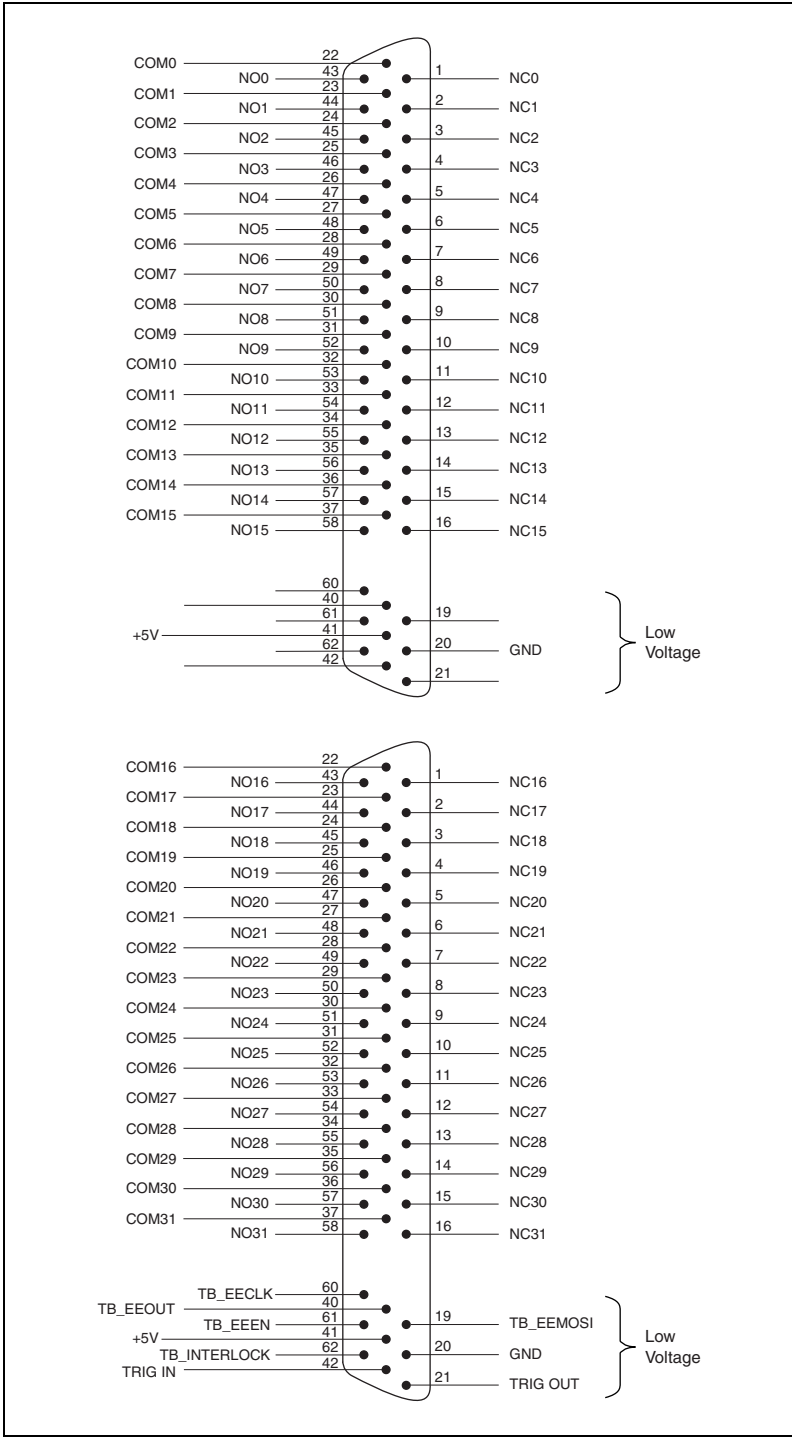 COM0 22
NO0 43 1 NC0
COM1 23
NO1 44 2 NC1
COM2 24
NO2 45 3 NC2
COM3 25
NO3 46 4 NC3
COM4 26
NO4 47 5 NC4
COM5 27
NO5 48 6 NC5
COM6 28
NO6 49 7 NC6
COM7 29
NO7 50 8 NC7
COM8 30
NO8 51 9 NC8
COM9 31
NO9 52 10 NC9
COM10 32
NO10 53 11 NC10
COM11 33
NO11 54 12 NC11
COM12 34
NO12 55 13 NC12
COM13 35
NO13 56 14 NC13
COM14 36
NO14 57 15 NC14
COM15 37
NO15 58 16 NC15
60
40
61 19
+5V 41
62 20 GND
42
21
Low
Voltage
COM16 22
NO16 43 1 NC16
COM17 23
NO17 44 2 NC17
COM18 24
NO18 45 3 NC18
COM19 25
NO19 46 4 NC19
COM20 26
NO20 47 5 NC20
COM21 27
NO21 48 6 NC21
COM22 28
NO22 49 7 NC22
COM23 29
NO23 50 8 NC23
COM24 30
NO24 51 9 NC24
COM25 31
NO25 52 10 NC25
COM26 32
NO26 53 11 NC26
COM27 33
NO27 54 12 NC27
COM28 34
NO28 55 13 NC28
COM29 35
NO29 56 14 NC29
COM30 36
NO30 57 15 NC30
COM31 37
NO31 58 16 NC31
TB_EECLK 60
TB_EEOUT 40
TB_EEEN 61 19 TB_EEMOSI
+5V 41
TB_INTERLOCK 62 20 GND
TRIG IN 42
21 TRIG OUT
Low
Voltage